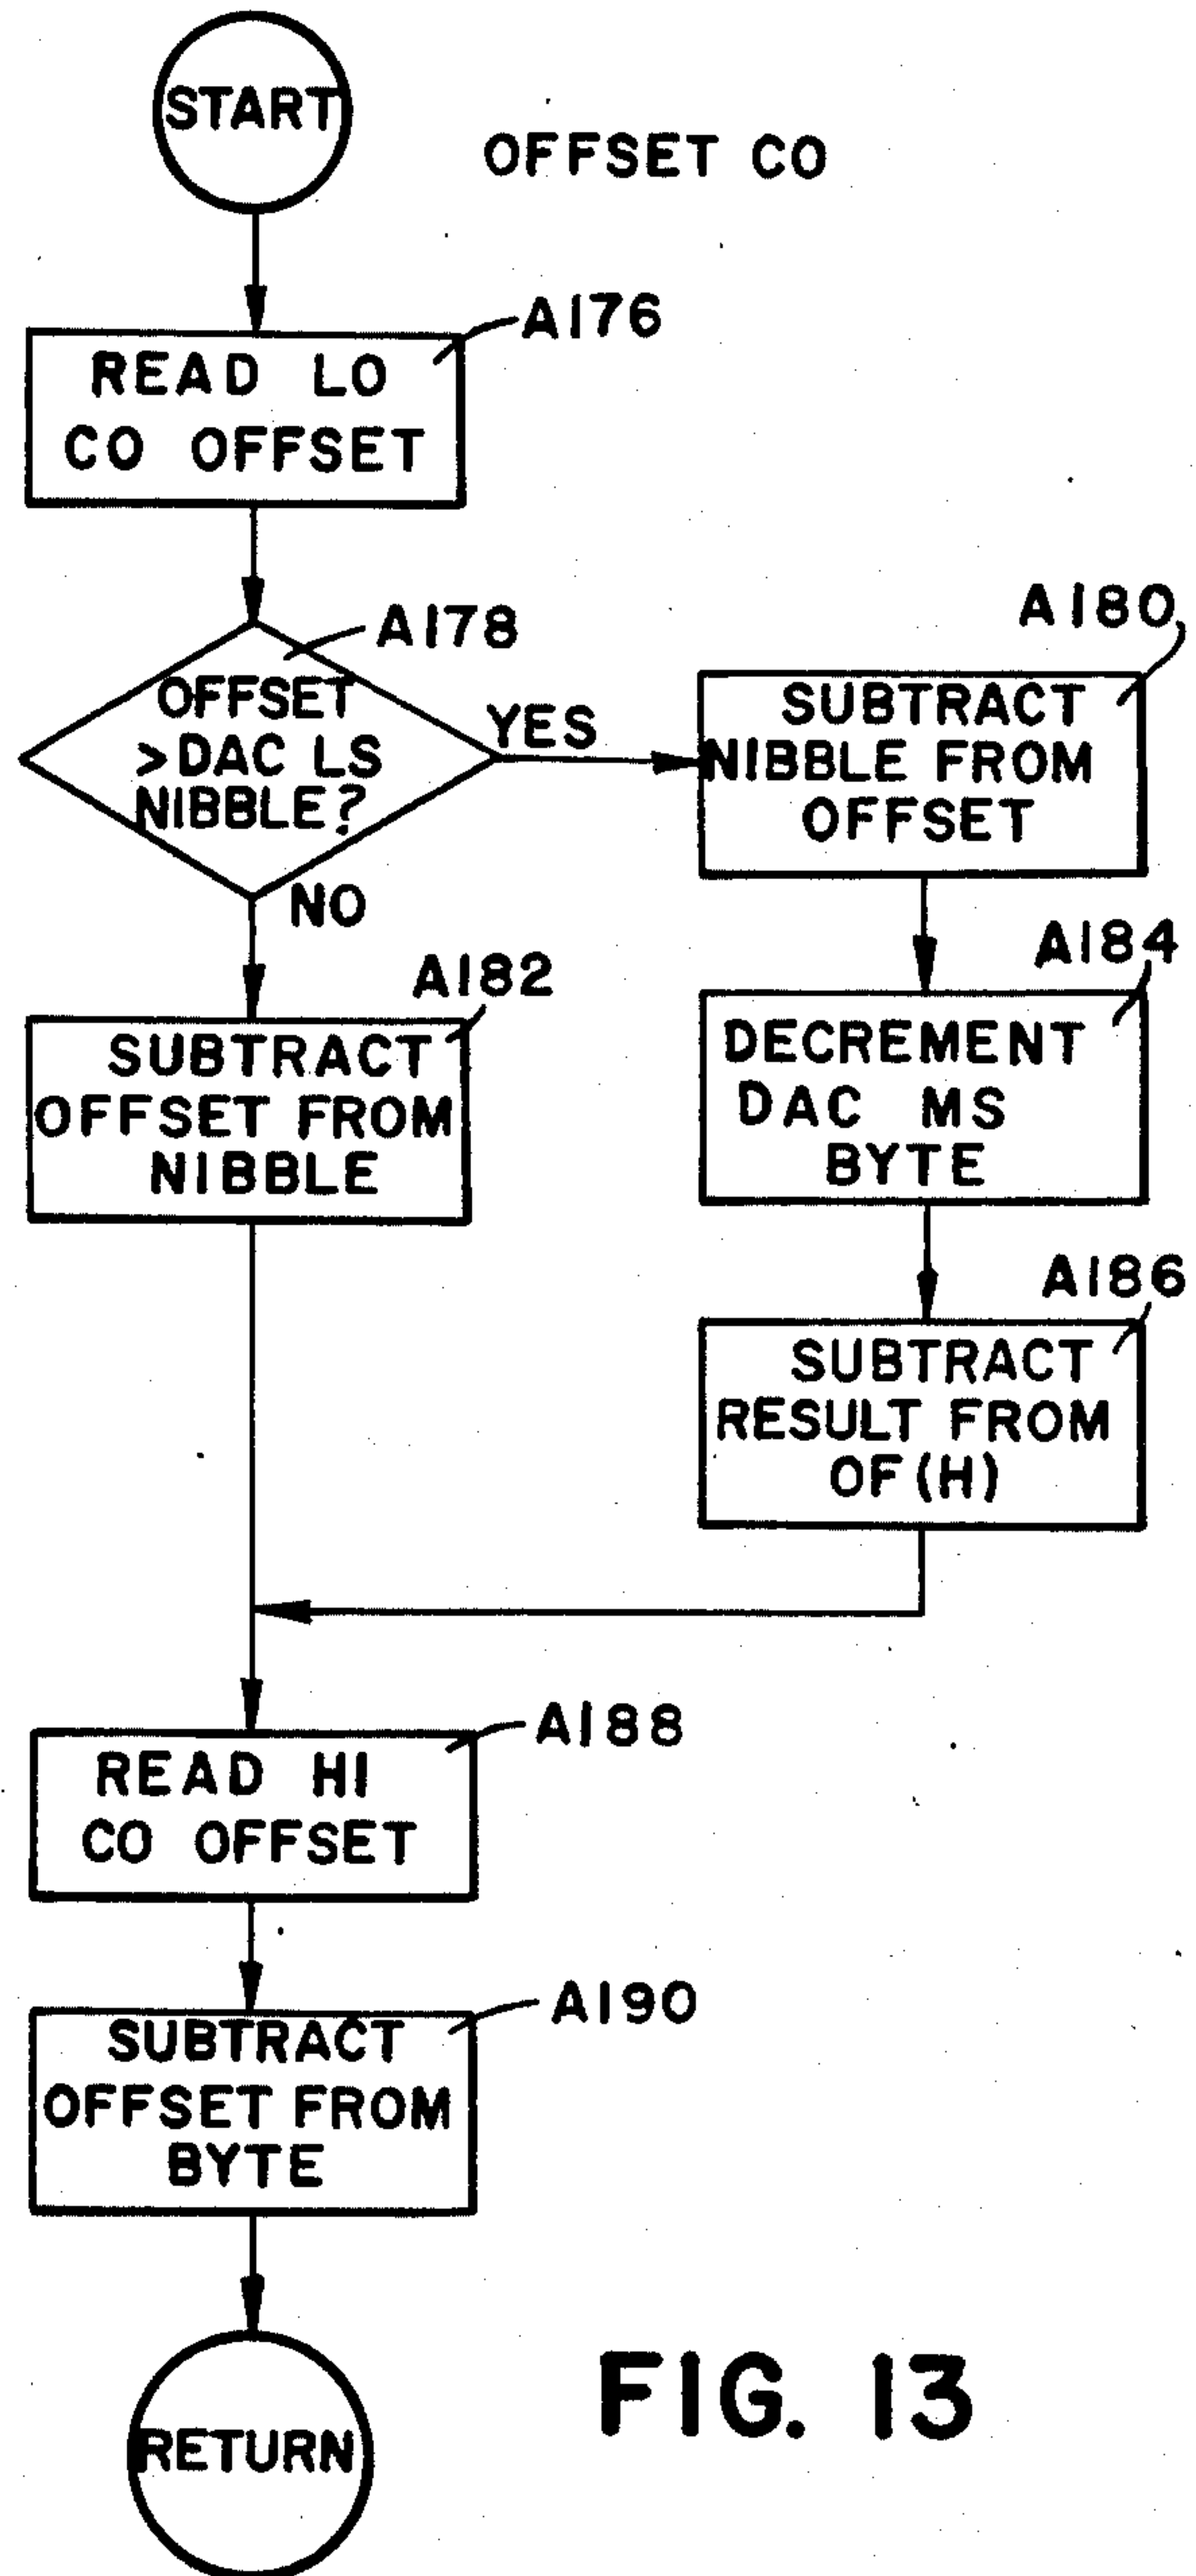 START
OFFSET CO
A176
READ LO
CO OFFSET
A178
OFFSET
>DAC LS
NIBBLE?
YES
NO
A180
SUBTRACT
NIBBLE FROM
OFFSET
A182
SUBTRACT
OFFSET FROM
NIBBLE
A184
DECREMENT
DAC MS
BYTE
A186
SUBTRACT
RESULT FROM
OF(H)
A188
READ HI
CO OFFSET
A190
SUBTRACT
OFFSET FROM
BYTE
RETURN
FIG. 13